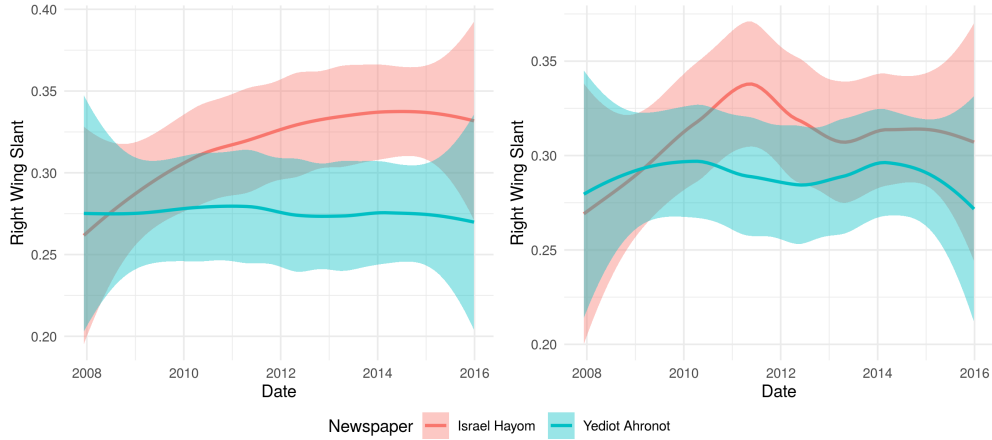 0.40
0.35
0.30
0.25
0.20
Right Wing Slant
2008 2010 2012 2014 2016
Date
0.35
0.30
0.25
0.20
Right Wing Slant
2008 2010 2012 2014 2016
Date
Newspaper Israel Hayom Yediot Ahronot